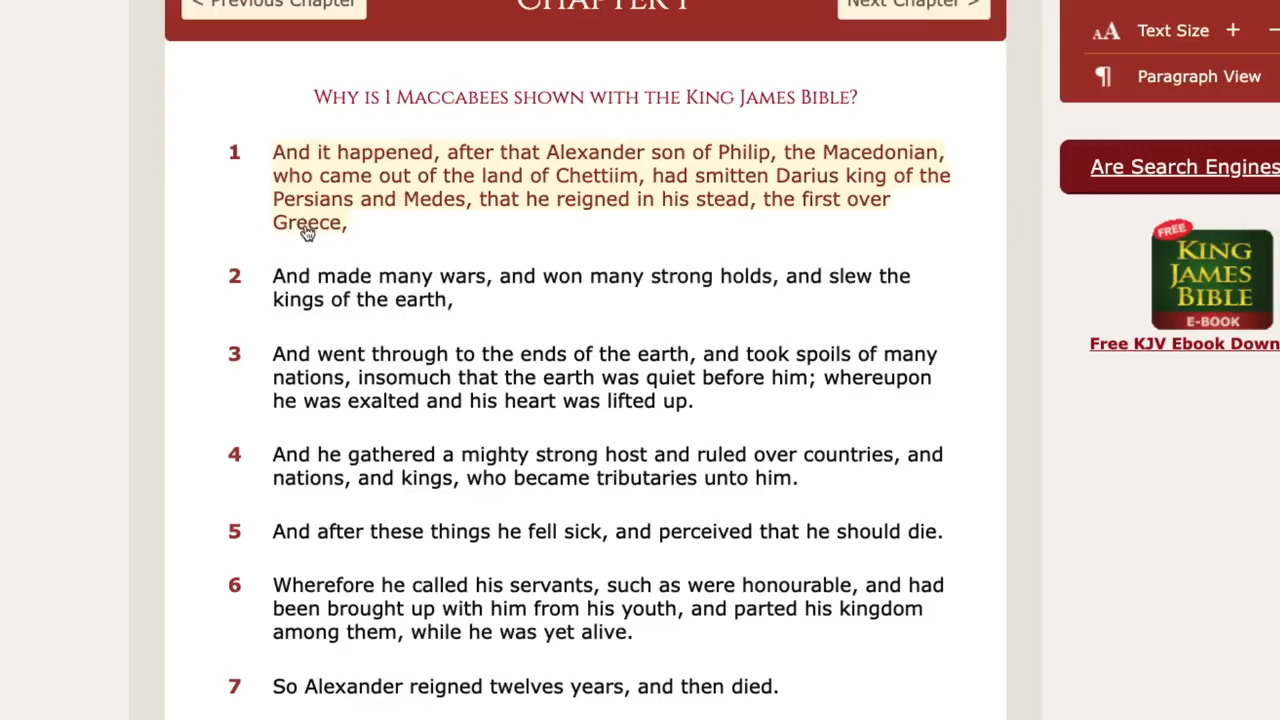 < Previous Chapter
CHAPTER 1
Next Chapter >
AA Text Size + –
¶ Paragraph View
WHY IS 1 MACCABEES SHOWN WITH THE KING JAMES BIBLE?
1 And it happened, after that Alexander son of Philip, the Macedonian,
who came out of the land of Chettiim, had smitten Darius king of the
Persians and Medes, that he reigned in his stead, the first over
Greece,
2 And made many wars, and won many strong holds, and slew the
kings of the earth,
3 And went through to the ends of the earth, and took spoils of many
nations, insomuch that the earth was quiet before him; whereupon
he was exalted and his heart was lifted up.
4 And he gathered a mighty strong host and ruled over countries, and
nations, and kings, who became tributaries unto him.
5 And after these things he fell sick, and perceived that he should die.
6 Wherefore he called his servants, such as were honourable, and had
been brought up with him from his youth, and parted his kingdom
among them, while he was yet alive.
7 So Alexander reigned twelves years, and then died.
Are Search Engines
FREE
KING
JAMES
BIBLE
E-BOOK
Free KJV Ebook Down